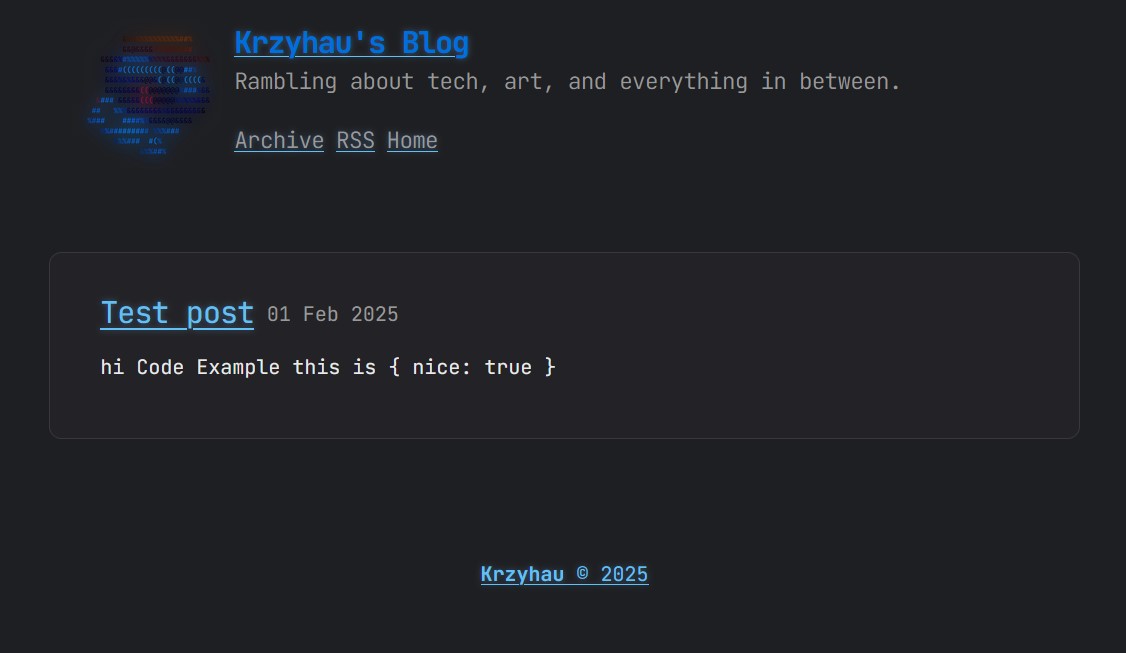 Krzyhau's Blog
Rambling about tech, art, and everything in between.
Archive RSS Home
Test post 01 Feb 2025
hi Code Example this is { nice: true }
Krzyhau © 2025